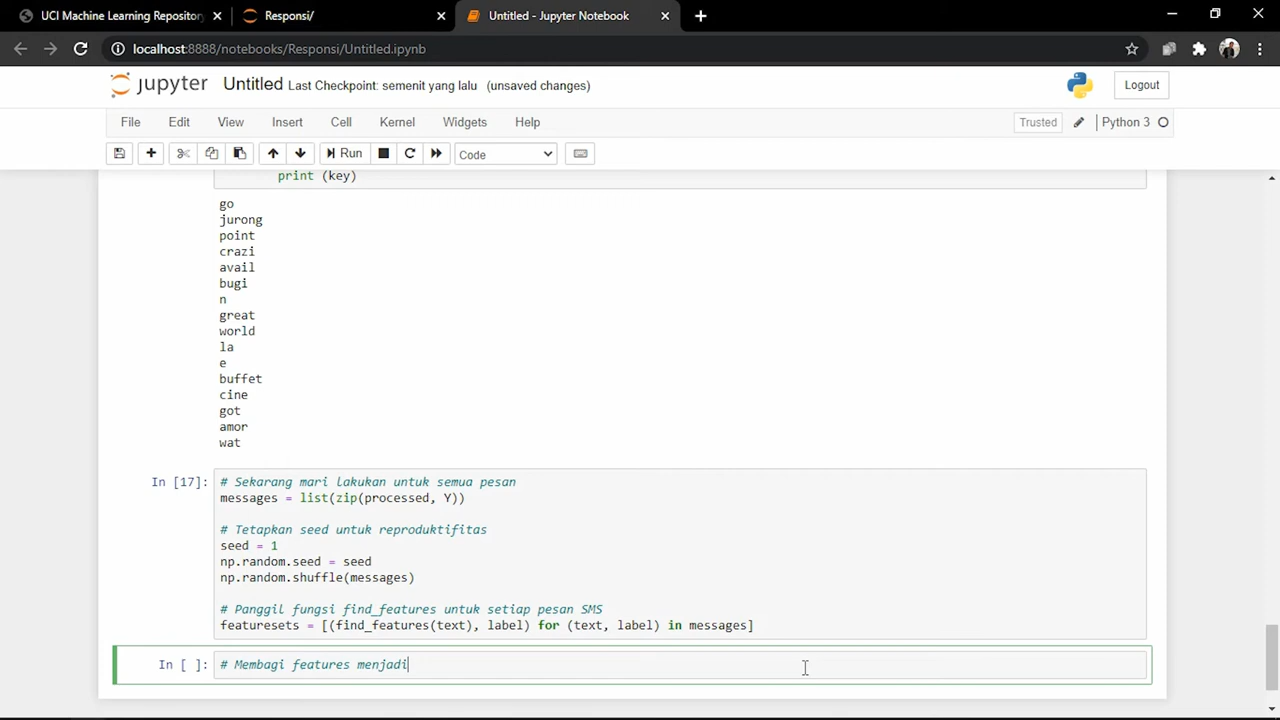 UCI Machine Learning Repository
Responsi/
Untitled - Jupyter Notebook
localhost:8888/notebooks/Responsi/Untitled.ipynb
jupyter Untitled Last Checkpoint: semenit yang lalu (unsaved changes)
Logout
File Edit View Insert Cell Kernel Widgets Help
Trusted
Python 3
Run
Code
print (key)
go
jurong
point
crazi
avail
bugi
n
great
world
la
e
buffet
cine
got
amor
wat
In [17]:
# Sekarang mari lakukan untuk semua pesan
messages = list(zip(processed, Y))
# Tetapkan seed untuk reproduktifitas
seed = 1
np.random.seed = seed
np.random.shuffle(messages)
# Panggil fungsi find_features untuk setiap pesan SMS
featuresets = [(find_features(text), label) for (text, label) in messages]
In [ ]:
# Membagi features menjadi